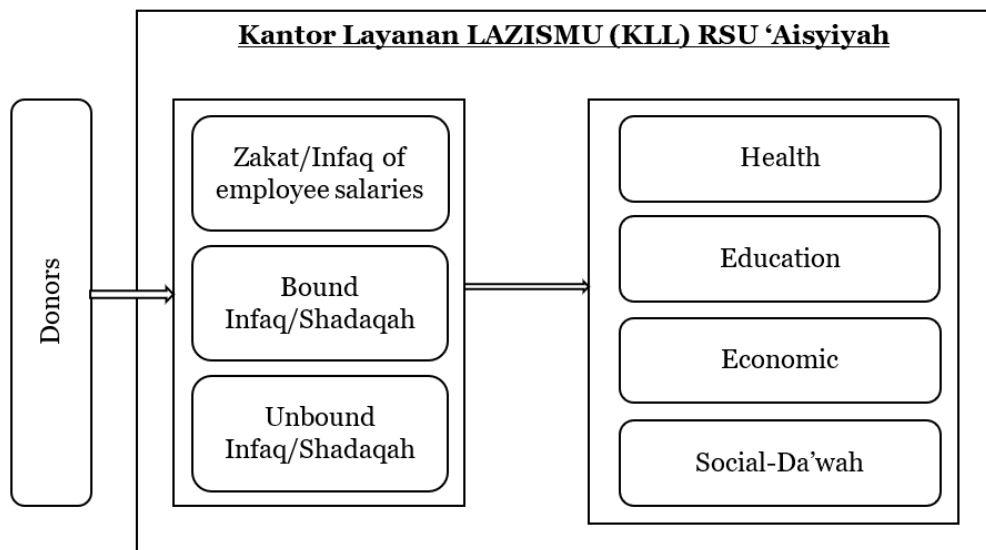 Kantor Layanan LAZISMU (KLL) RSU ‘Aisyiyah
Donors
Zakat/Infaq of
employee salaries
Bound
Infaq/Shadaqah
Unbound
Infaq/Shadaqah
Health
Education
Economic
Social-Da’wah